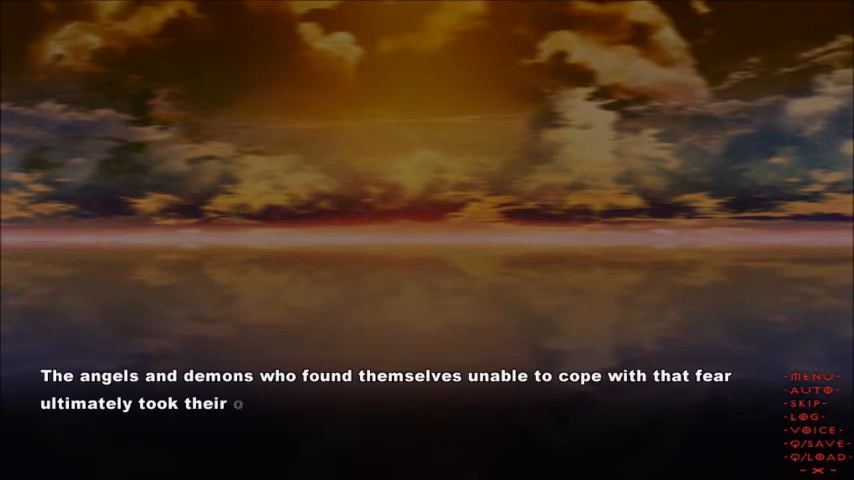 The angels and demons who found themselves unable to cope with that fear
ultimately took their o
-MENU-
-AUTO-
-SKIP-
-LOG-
-VOICE-
-Q/SAVE-
-Q/LOAD-
-X-